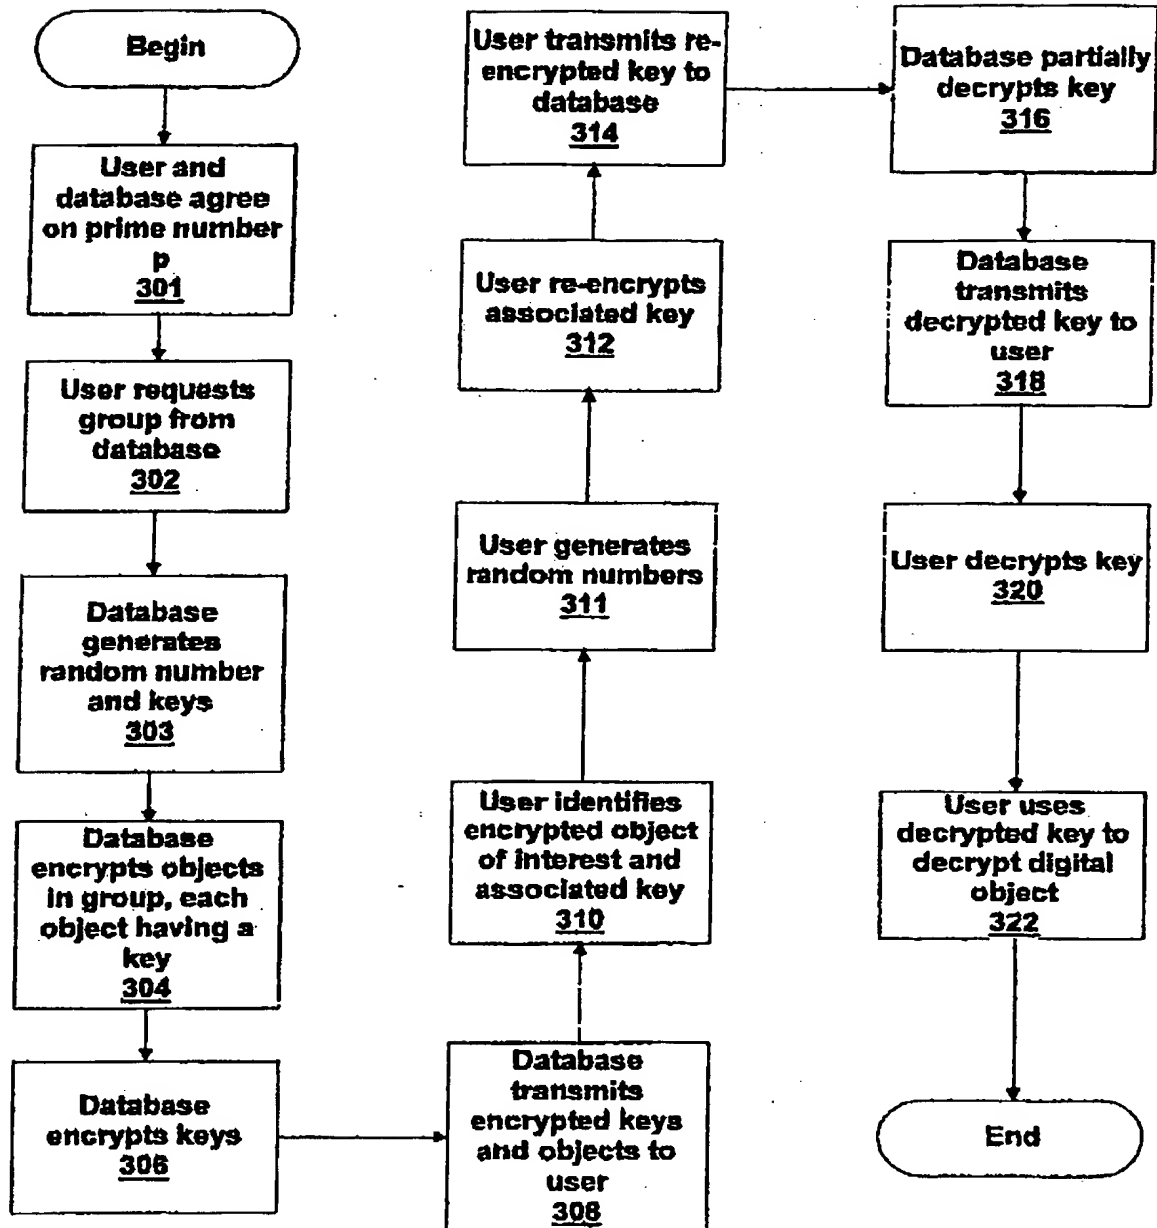 Begin
User and
database agree
on prime number
p
301
User requests
group from
database
302
Database
generates
random number
and keys
303
Database
encrypts objects
in group, each
object having a
key
304
Database
encrypts keys
306
Database
transmits
encrypted keys
and objects to
user
308
User identifies
encrypted object
of interest and
associated key
310
User generates
random numbers
311
User re-encrypts
associated key
312
User transmits re-
encrypted key to
database
314
Database partially
decrypts key
316
Database
transmits
decrypted key to
user
318
User decrypts key
320
User uses
decrypted key to
decrypt digital
object
322
End